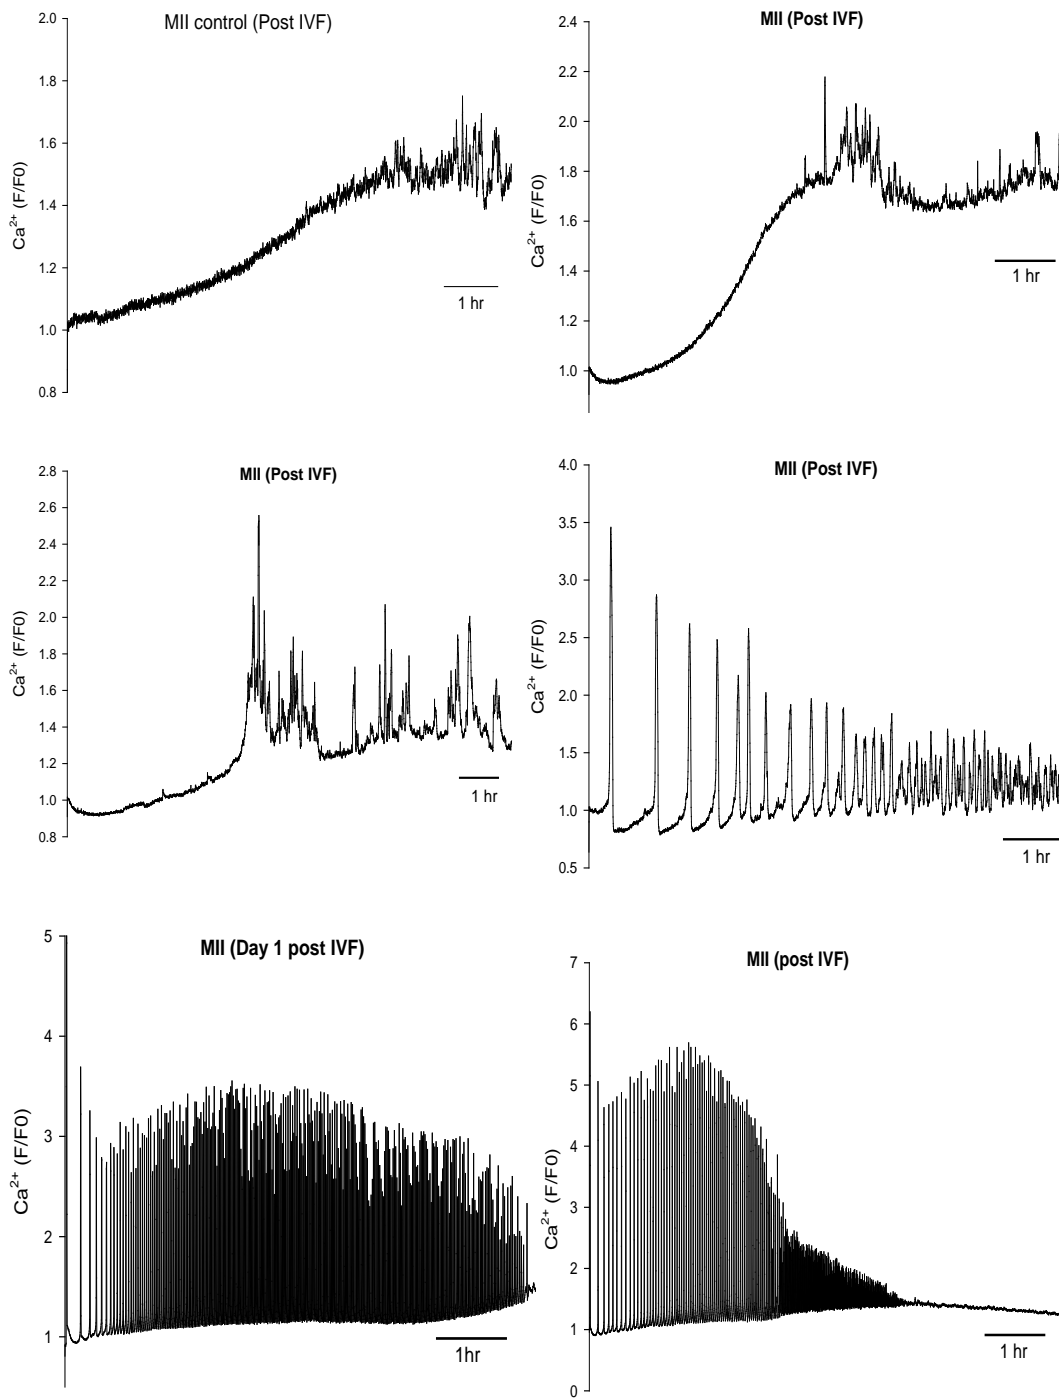 MII control (Post IVF)
2.0
1.8
1.6
1.4
1.2
1.0
0.8
Ca2+ (F/F0)
1 hr
MII (Post IVF)
2.4
2.2
2.0
1.8
1.6
1.4
1.2
1.0
Ca2+ (F/F0)
1 hr
MII (Post IVF)
2.8
2.6
2.4
2.2
2.0
1.8
1.6
1.4
1.2
1.0
0.8
Ca2+ (F/F0)
1 hr
MII (Post IVF)
4.0
3.5
3.0
2.5
2.0
1.5
1.0
0.5
Ca2+ (F/F0)
1 hr
MII (Day 1 post IVF)
5
4
3
2
1
Ca2+ (F/F0)
1hr
MII (post IVF)
7
6
5
4
3
2
1
0
Ca2+ (F/F0)
1 hr